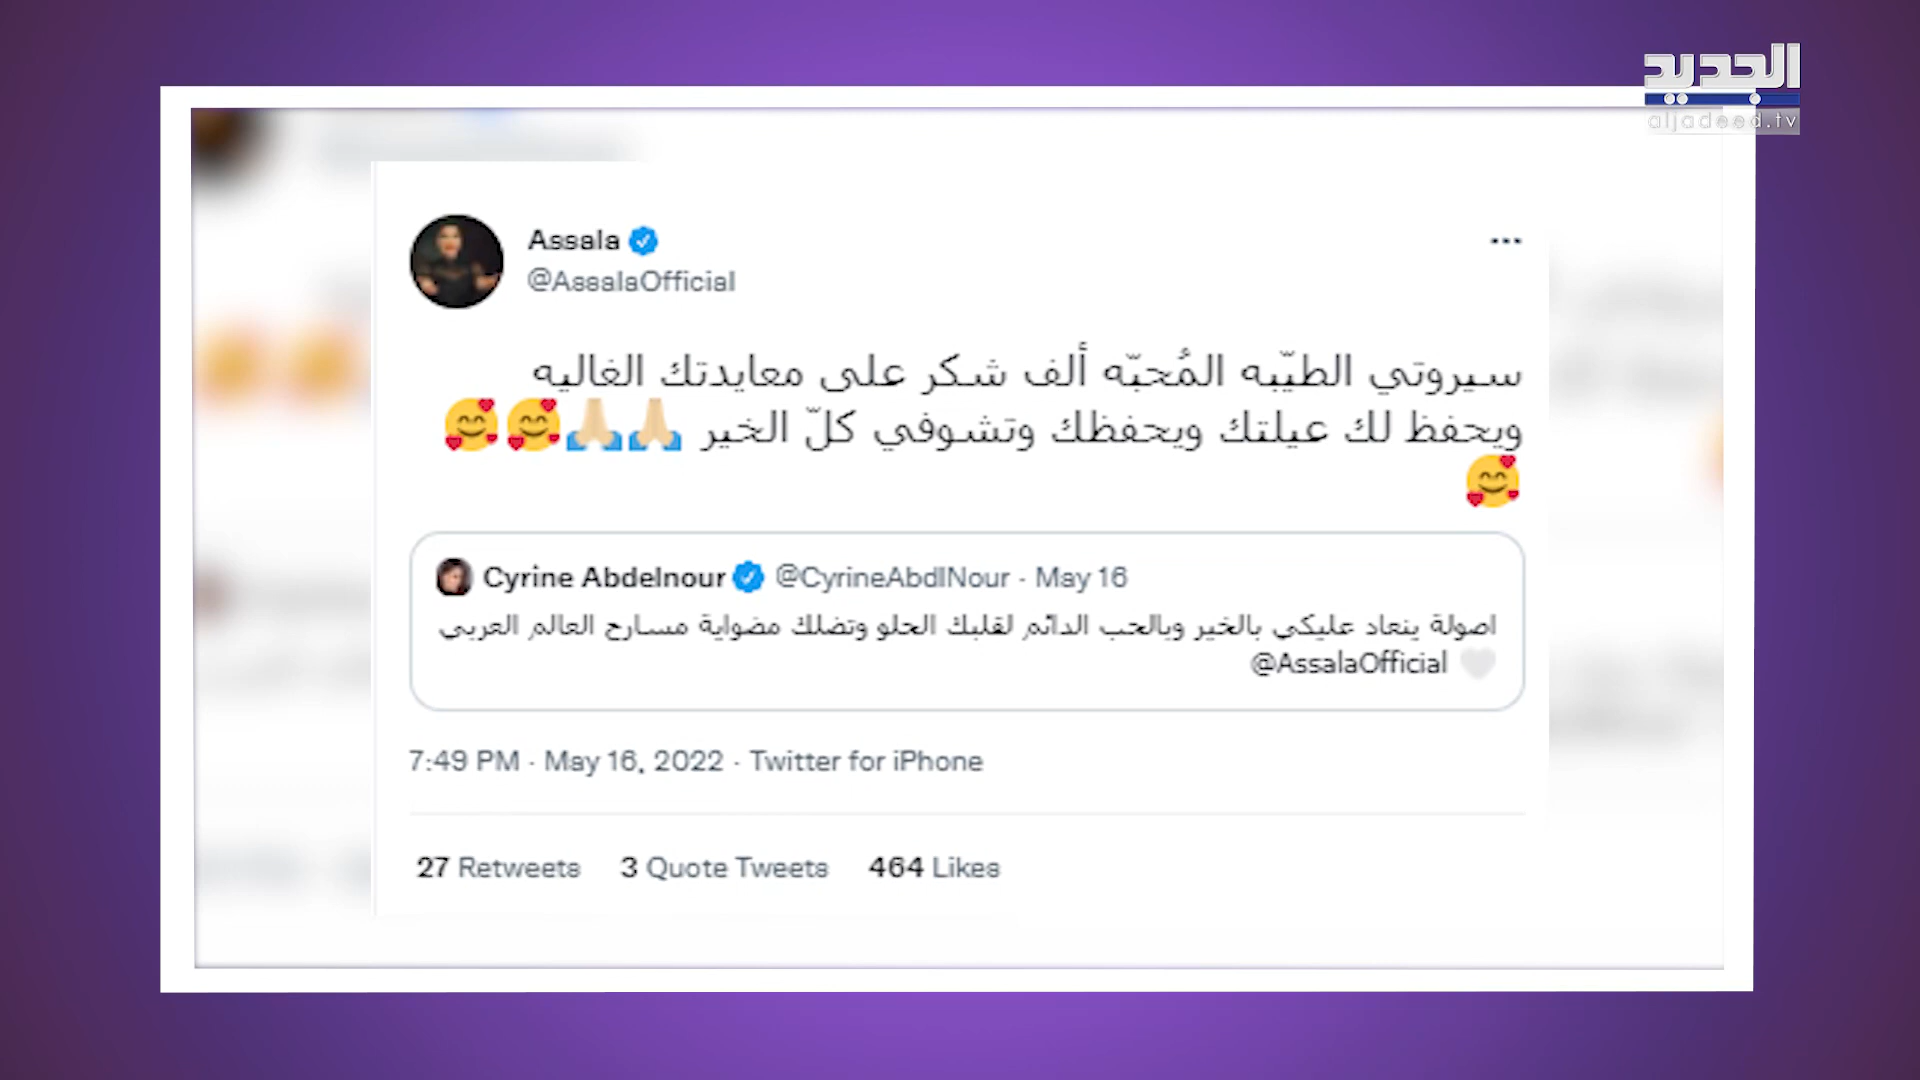 الجديد
aljadeed.tv
Assala
@AssalaOfficial
سيروتي الطيّبه المُحبّه ألف شكر على معايدتك الغاليه
ويحفظ لك عيلتك ويحفظك وتشوفي كلّ الخير 🙏🏼🙏🏼🥰🥰
🥰
Cyrine Abdelnour @CyrineAbdlNour · May 16
اصولة ينعاد عليكي بالخير وبالحب الدائم لقلبك الحلو وتضلك مضواية مسارح العالم العربي
🤍 @AssalaOfficial
7:49 PM · May 16, 2022 · Twitter for iPhone
27 Retweets 3 Quote Tweets 464 Likes